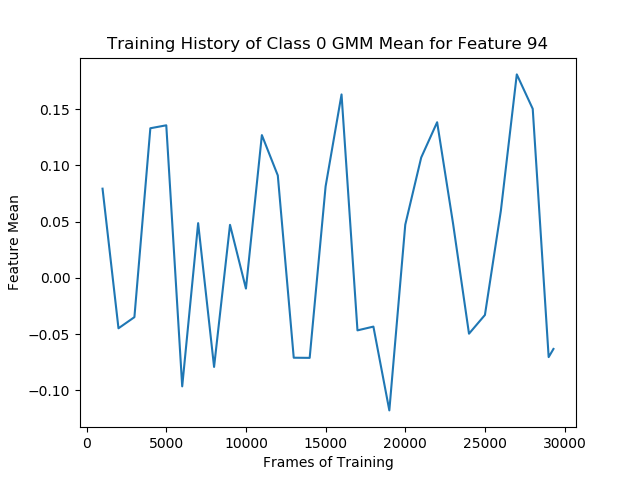 Training History of Class 0 GMM Mean for Feature 94
0.15
0.10
0.05
0.00
−0.05
−0.10
Feature Mean
0 5000 10000 15000 20000 25000 30000
Frames of Training